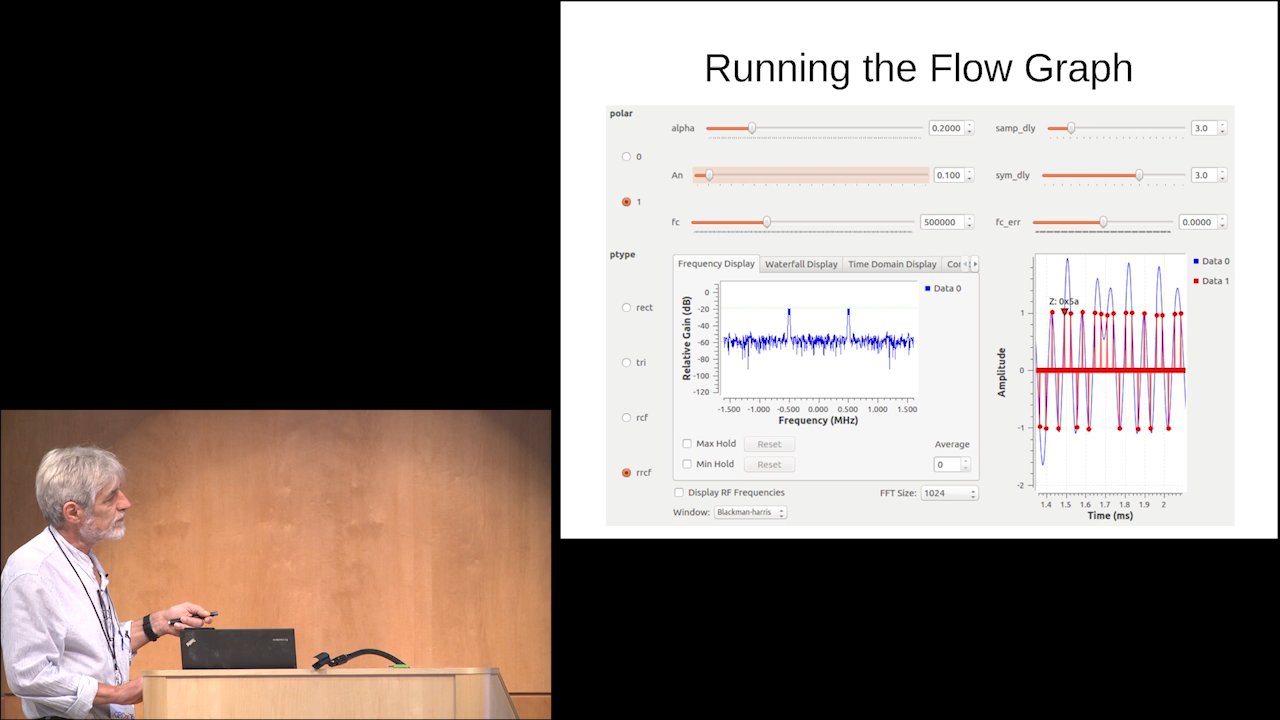 Running the Flow Graph
polar
0
1
ptype
rect
tri
rcf
rrcf
alpha 0.2000
An 0.100
fc 500000
samp_dly 3.0
sym_dly 3.0
fc_err 0.0000
Frequency Display Waterfall Display Time Domain Display
Data 0
Relative Gain (dB)
0
-20
-40
-60
-80
-100
-120
-1.500 -1.000 -0.500 0.000 0.500 1.000 1.500
Frequency (MHz)
Max Hold Reset
Min Hold Reset
Average
0
Display RF Frequencies
FFT Size: 1024
Window: Blackman-harris
Data 0
Data 1
Z: 0x5a
Amplitude
1
0
-1
-2
1.4 1.5 1.6 1.7 1.8 1.9 2
Time (ms)